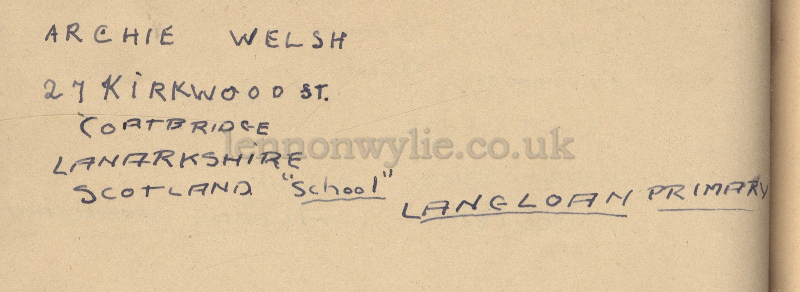 ARCHIE WELSH
27 KIRKWOOD ST.
COATBRIDGE
lennonwylie.co.uk
LANARKSHIRE
SCOTLAND "School" LANGLOAN PRIMARY